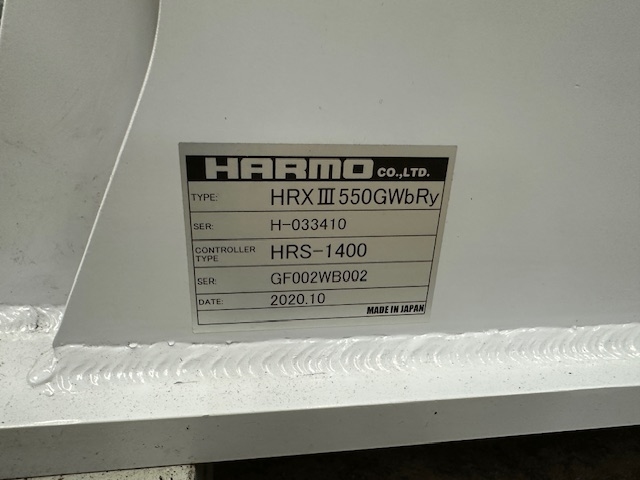 HARMO CO.,LTD.
TYPE: HRXⅢ550GWbRy
SER: H-033410
CONTROLLER TYPE HRS-1400
SER: GF002WB002
DATE: 2020.10
MADE IN JAPAN